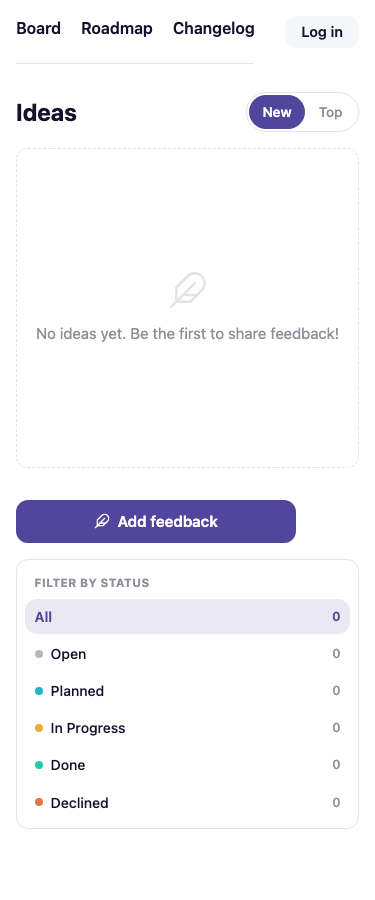 Board Roadmap Changelog Log in
Ideas New Top
No ideas yet. Be the first to share feedback!
Add feedback
FILTER BY STATUS
All 0
Open 0
Planned 0
In Progress 0
Done 0
Declined 0